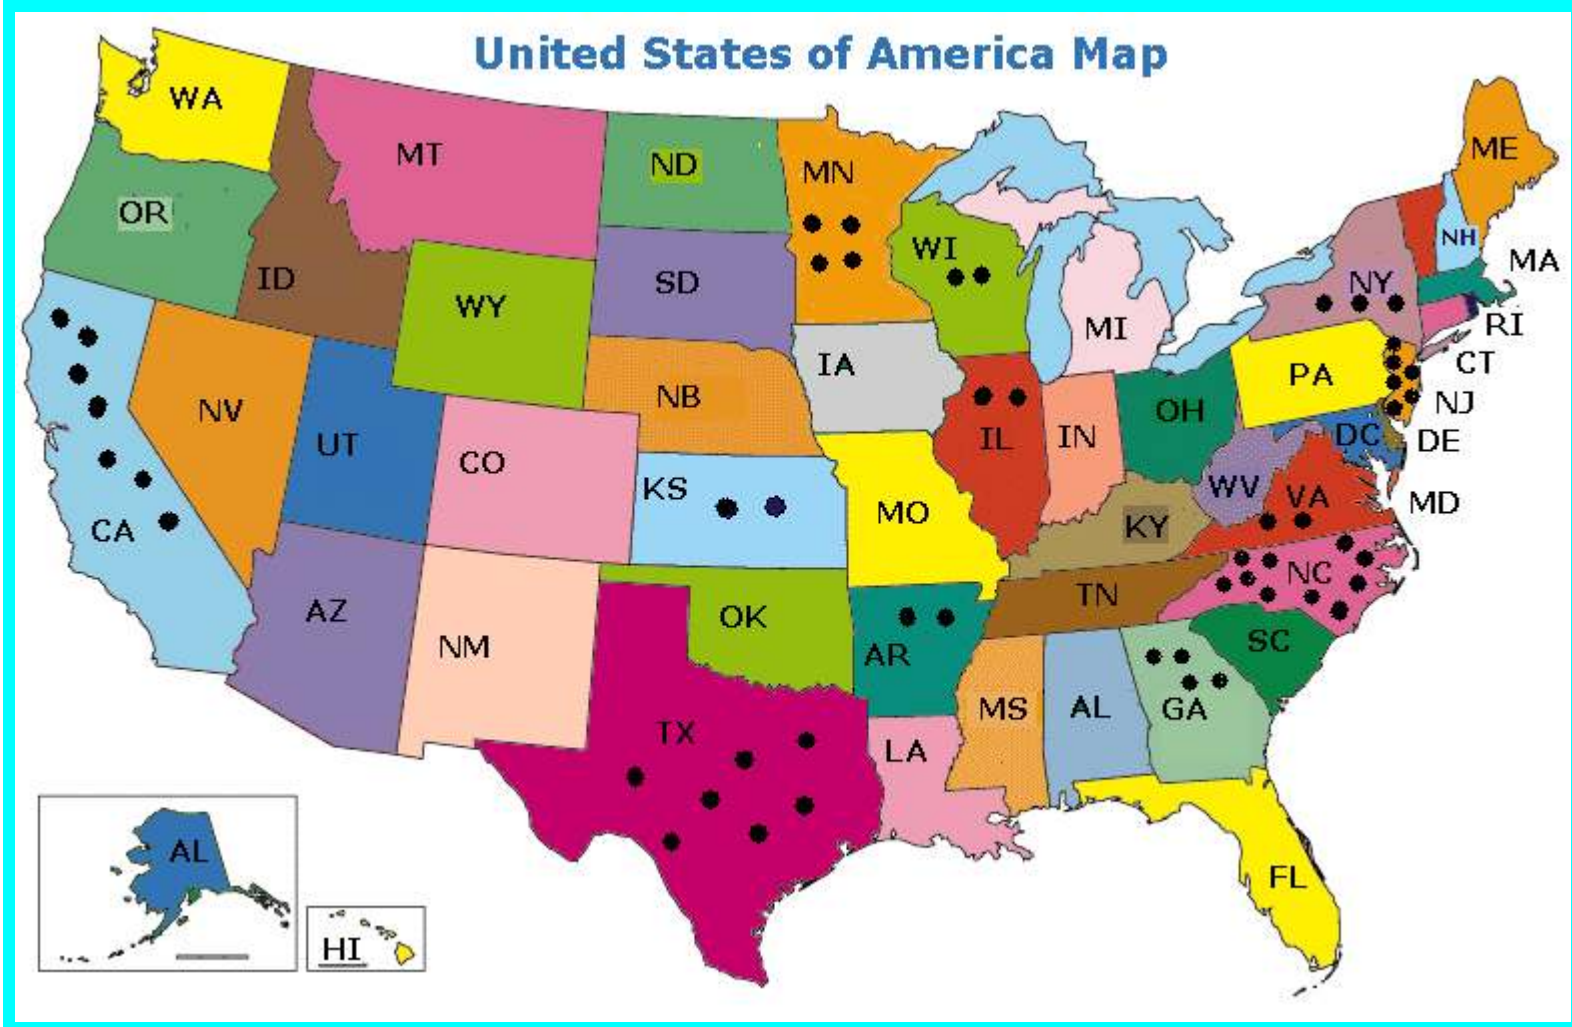 United States of America Map
WA
MT
ND
MN
ME
OR
WI
NH
MA
ID
WY
SD
NY
MI
RI
IA
PA
CT
NV
NB
OH
NJ
UT
CO
IL
IN
DC
DE
KS
WV
VA
MD
CA
MO
KY
AZ
NM
OK
TN
NC
AR
SC
TX
MS
AL
GA
LA
AL
FL
HI